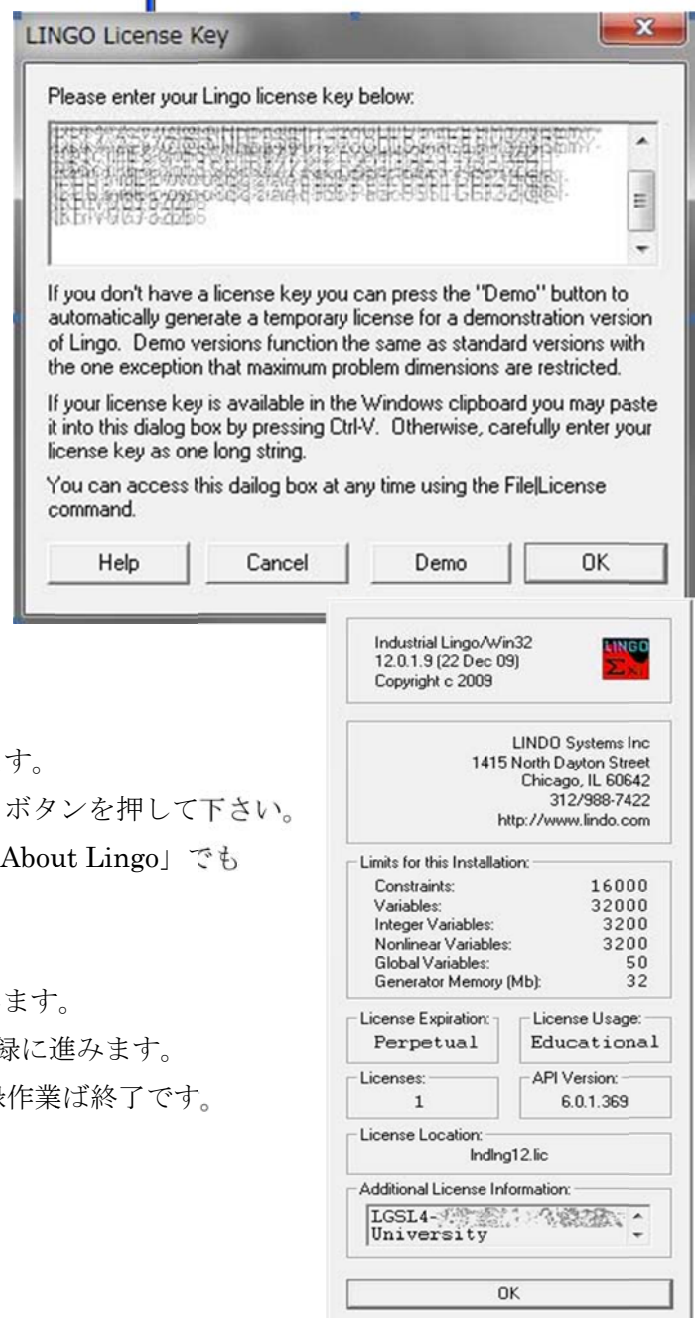 LINGO License Key
Please enter your Lingo license key below:
If you don't have a license key you can press the "Demo" button to
automatically generate a temporary license for a demonstration version
of Lingo. Demo versions function the same as standard versions with
the one exception that maximum problem dimensions are restricted.
If your license key is available in the Windows clipboard you may paste
it into this dialog box by pressing Ctrl-V. Otherwise, carefully enter your
license key as one long string.
You can access this dailog box at any time using the File|License
command.
Help Cancel Demo OK
す。
ボタンを押して下さい。
About Lingo」でも
ます。
録に進みます。
作業ば終了です。
Industrial Lingo/Win32
12.0.1.9 (22 Dec 09)
Copyright c 2009
LINGO
LINDO Systems Inc
1415 North Dayton Street
Chicago, IL 60642
312/988-7422
http://www.lindo.com
Limits for this Installation:
Constraints: 16000
Variables: 32000
Integer Variables: 3200
Nonlinear Variables: 3200
Global Variables: 50
Generator Memory (Mb): 32
License Expiration: License Usage:
Perpetual Educational
Licenses: API Version:
1 6.0.1.369
License Location:
lndlng12.lic
Additional License Information:
LGSL4-
University
OK